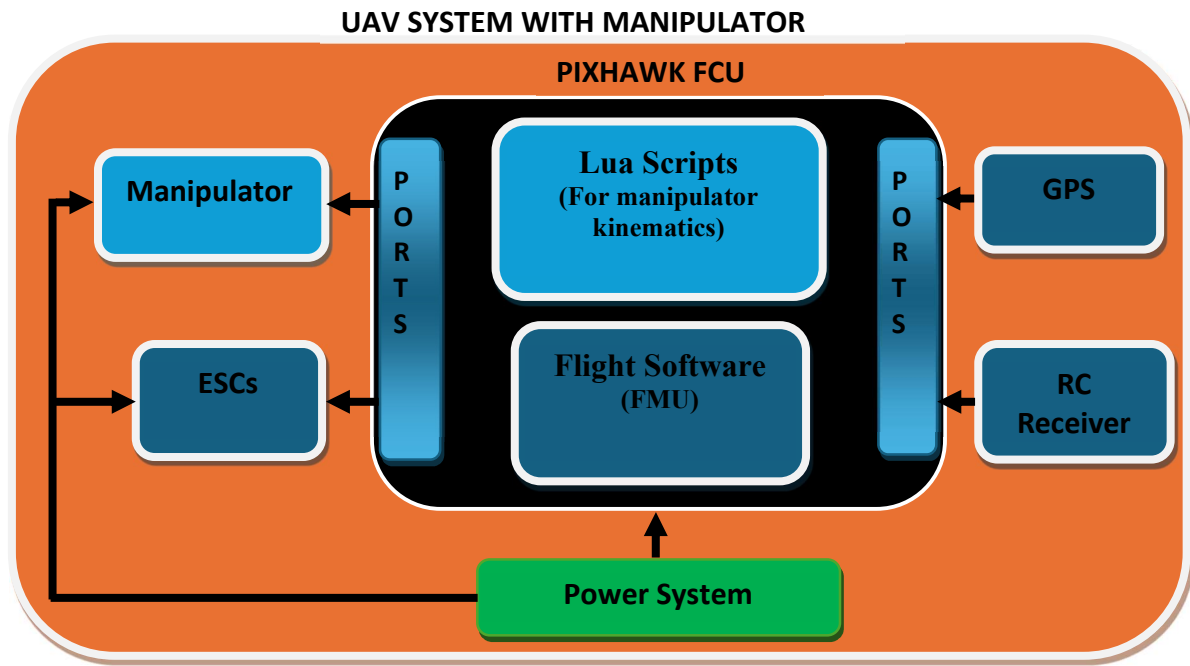 UAV SYSTEM WITH MANIPULATOR
PIXHAWK FCU
Manipulator
ESCs
P
O
R
T
S
Lua Scripts
(For manipulator
kinematics)
Flight Software
(FMU)
P
O
R
T
S
GPS
RC
Receiver
Power System